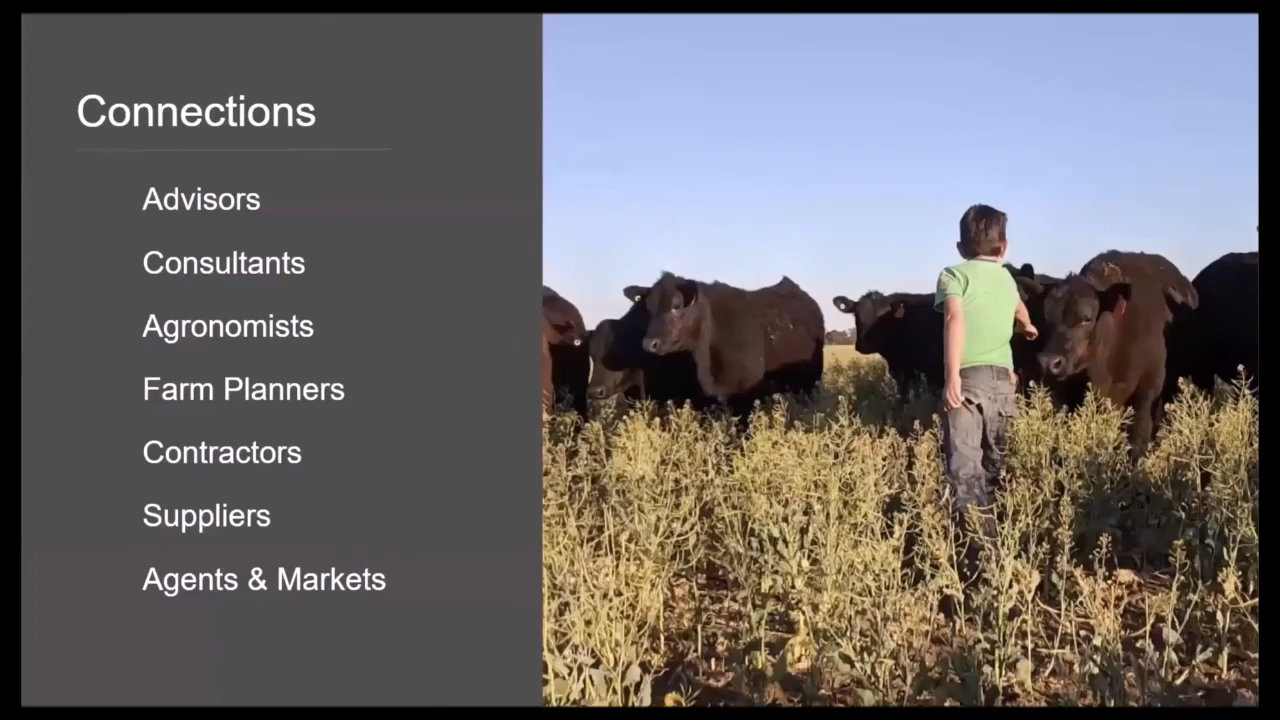 Connections
Advisors
Consultants
Agronomists
Farm Planners
Contractors
Suppliers
Agents & Markets